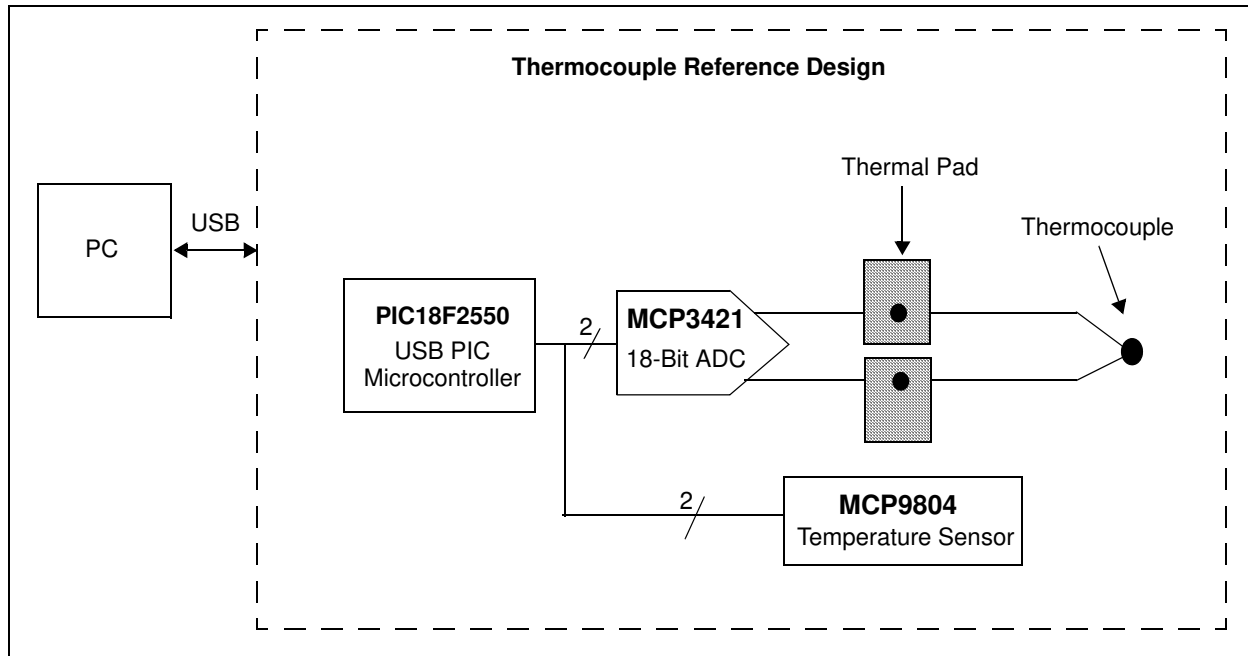 Thermocouple Reference Design
Thermal Pad
Thermocouple
PC
USB
PIC18F2550
USB PIC
Microcontroller
2
MCP3421
18-Bit ADC
2
MCP9804
Temperature Sensor